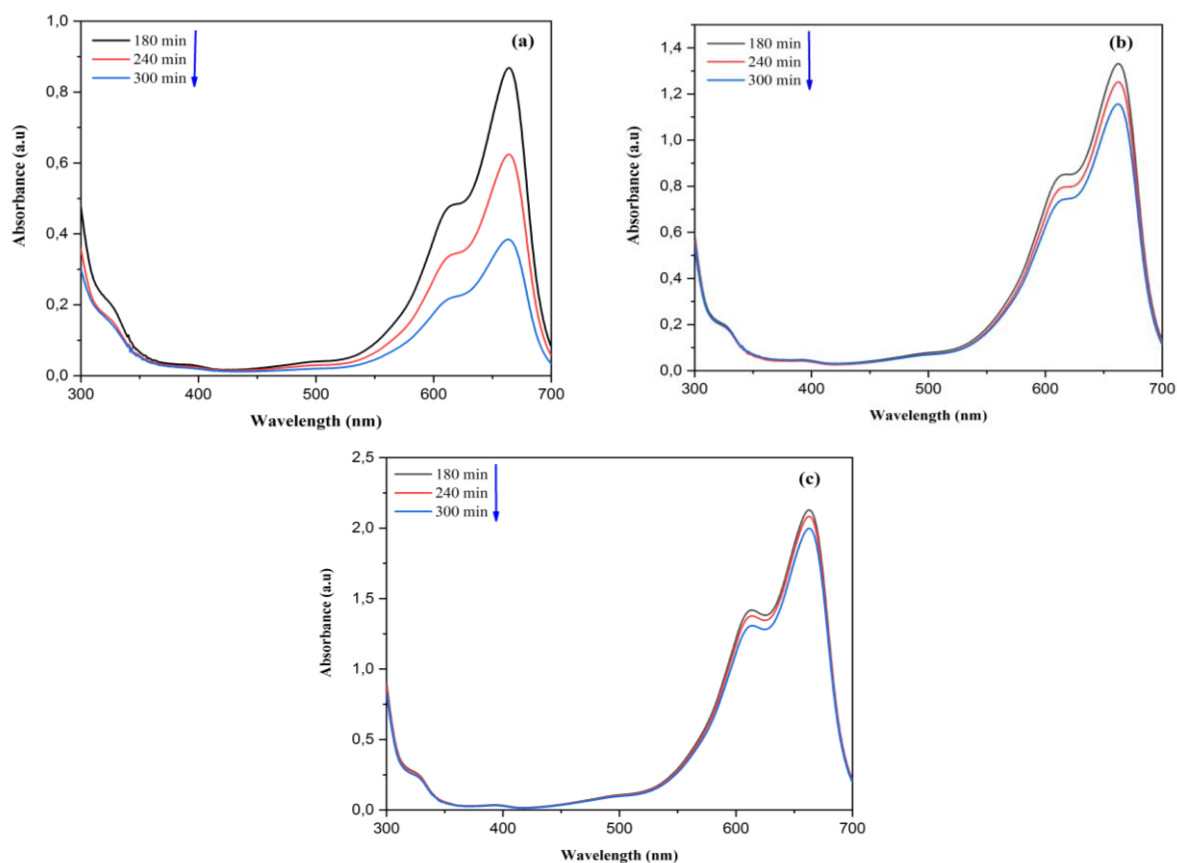 (a)
180 min
240 min
300 min
1,0
0,8
0,6
0,4
0,2
0,0
Absorbance (a.u)
300 400 500 600 700
Wavelength (nm)
(b)
180 min
240 min
300 min
1,4
1,2
1,0
0,8
0,6
0,4
0,2
0,0
Absorbance (a.u)
300 400 500 600 700
Wavelength (nm)
(c)
180 min
240 min
300 min
2,5
2,0
1,5
1,0
0,5
0,0
Absorbance (a.u)
300 400 500 600 700
Wavelength (nm)